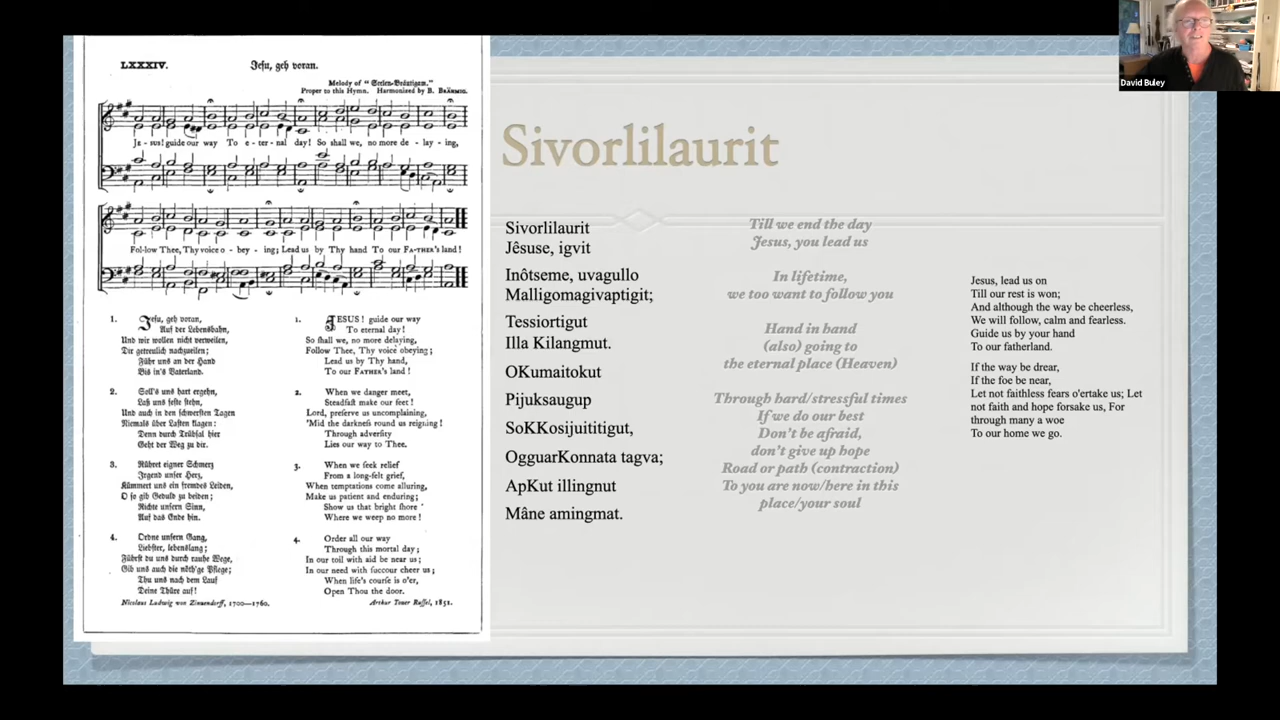 LXXXIV.
Jesu, geh voran.
Melody of "Seelen-Bräutigam."
Proper to this Hymn. Harmonized by B. BRÄHMIG.
JE - sus! guide our way To e - ter - nal day! So shall we, no more de - lay - ing,
Fol-low Thee, Thy voice o - bey - ing; Lead us by Thy hand To our FA-THER'S land!
1. Jesu, geh voran,
Auf der Lebensbahn,
Und wir wollen nicht verweilen,
Dir getreulich nachzueilen;
Führ uns an der Hand
Bis in's Vaterland.
2. Soll's uns hart ergehn,
Laß uns feste stehn,
Und auch in den schwersten Tagen
Niemals über Lasten klagen:
Denn durch Trübsal hier
Geht der Weg zu dir.
3. Rühret eigner Schmerz
Irgend unser Herz,
Kümmert uns ein fremdes Leiden,
O so gib Geduld zu beiden;
Richte unsern Sinn,
Auf das Ende hin.
4. Ordne unsern Gang,
Liebster, lebenslang;
Führst du uns durch rauhe Wege,
Gib uns auch die nöth'ge Pflege;
Thu uns nach dem Lauf
Deine Thüre auf!
Nicolaus Ludwig von Zinzendorff, 1700—1760.
1. JESUS! guide our way
To eternal day!
So shall we, no more delaying,
Follow Thee, Thy voice obeying;
Lead us by Thy hand,
To our FATHER'S land!
2. When we danger meet,
Steadfast make our feet!
Lord, preserve us uncomplaining,
'Mid the darkness round us reigning!
Through adversity
Lies our way to Thee.
3. When we seek relief
From a long-felt grief,
When temptations come alluring,
Make us patient and enduring;
Show us that bright shore
Where we weep no more!
4. Order all our way
Through this mortal day;
In our toil with aid be near us;
In our need with succour cheer us;
When life's course is o'er,
Open Thou the door.
Arthur Tozer Russell, 1851.
Sivorlilaurit
Sivorlilaurit
Jêsuse, igvit
Inôtseme, uvagullo
Malligomagivaptigit;
Tessiortigut
Illa Kilangmut.
OKumaitokut
Pijuksaugup
SoKKosijuititigut,
OgguarKonnata tagva;
ApKut illingnut
Mâne amingmat.
Till we end the day
Jesus, you lead us
In lifetime,
we too want to follow you
Hand in hand
(also) going to
the eternal place (Heaven)
Through hard/stressful times
If we do our best
Don't be afraid,
don't give up hope
Road or path (contraction)
To you are now/here in this
place/your soul
Jesus, lead us on
Till our rest is won;
And although the way be cheerless,
We will follow, calm and fearless.
Guide us by your hand
To our fatherland.
If the way be drear,
If the foe be near,
Let not faithless fears o'ertake us; Let
not faith and hope forsake us, For
through many a woe
To our home we go.
David Buley